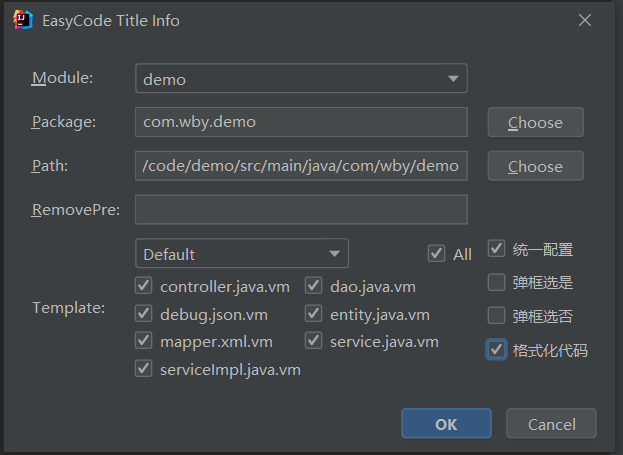 EasyCode Title Info
Module: demo
Package: com.wby.demo Choose
Path: /code/demo/src/main/java/com/wby/demo Choose
RemovePre:
Default All 统一配置
controller.java.vm dao.java.vm 弹框选是
Template: debug.json.vm entity.java.vm 弹框选否
mapper.xml.vm service.java.vm 格式化代码
serviceImpl.java.vm
OK Cancel